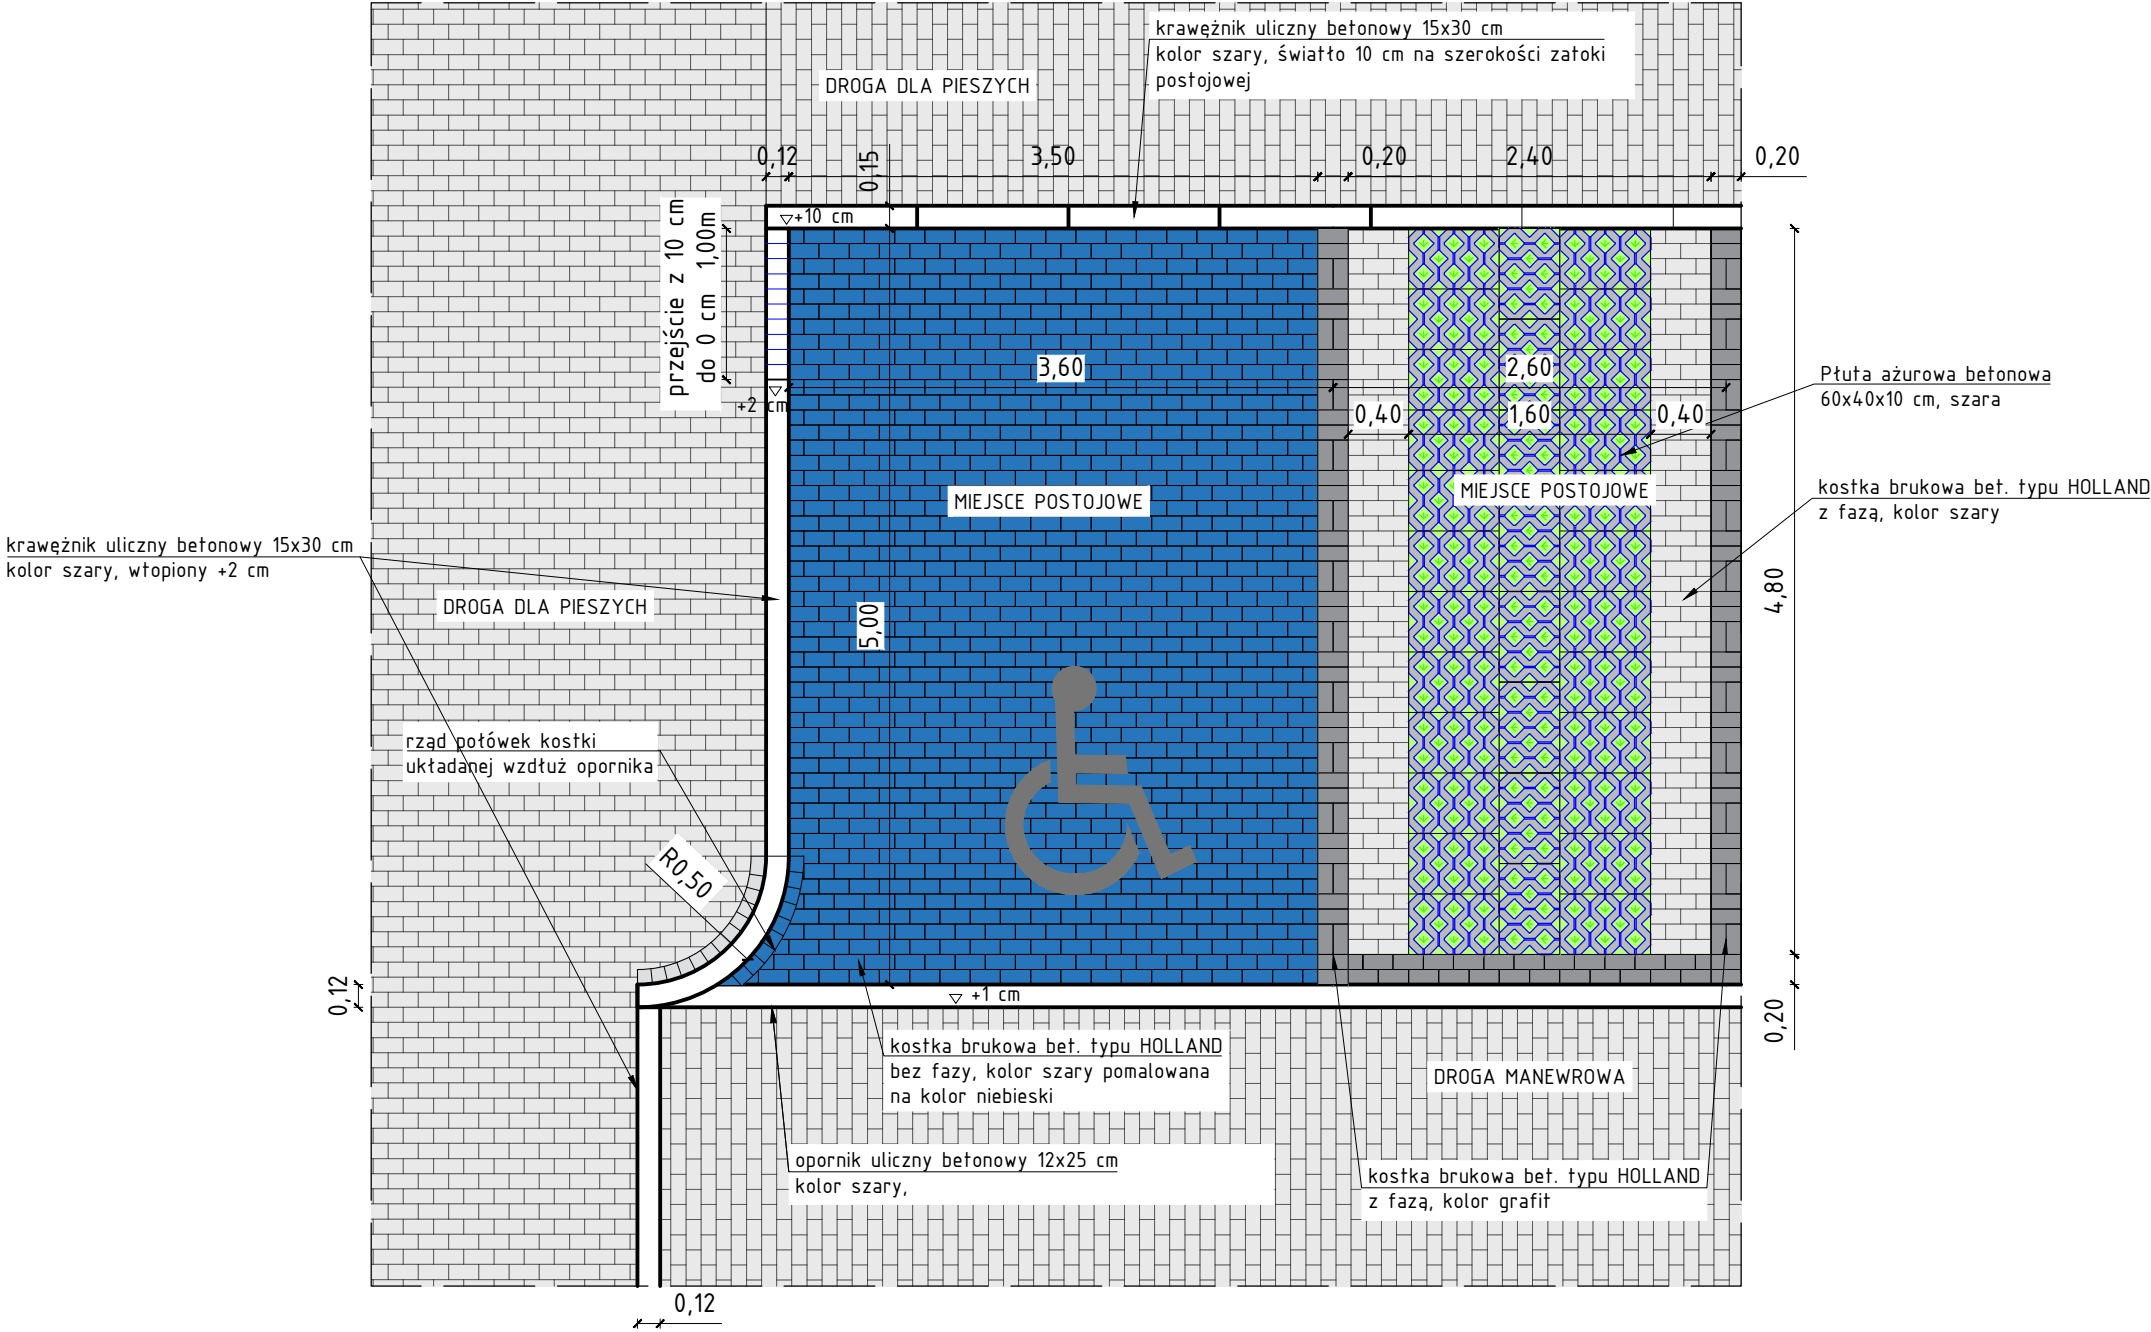 krawężnik uliczny betonowy 15x30 cm
kolor szary, światło 10 cm na szerokości zatoki
postojowej
DROGA DLA PIESZYCH
0,12
0,15
3,50
0,20
2,40
0,20
+10 cm
przejście z 10 cm
do 0 cm 1,00m
+2 cm
3,60
2,60
0,40
1,60
0,40
Płuta ażurowa betonowa
60x40x10 cm, szara
MIEJSCE POSTOJOWE
MIEJSCE POSTOJOWE
kostka brukowa bet. typu HOLLAND
z fazą, kolor szary
krawężnik uliczny betonowy 15x30 cm
kolor szary, wtopiony +2 cm
DROGA DLA PIESZYCH
5,00
4,80
rząd połówek kostki
układanej wzdłuż opornika
R0,50
0,12
+1 cm
0,20
kostka brukowa bet. typu HOLLAND
bez fazy, kolor szary pomalowana
na kolor niebieski
DROGA MANEWROWA
opornik uliczny betonowy 12x25 cm
kolor szary,
kostka brukowa bet. typu HOLLAND
z fazą, kolor grafit
0,12